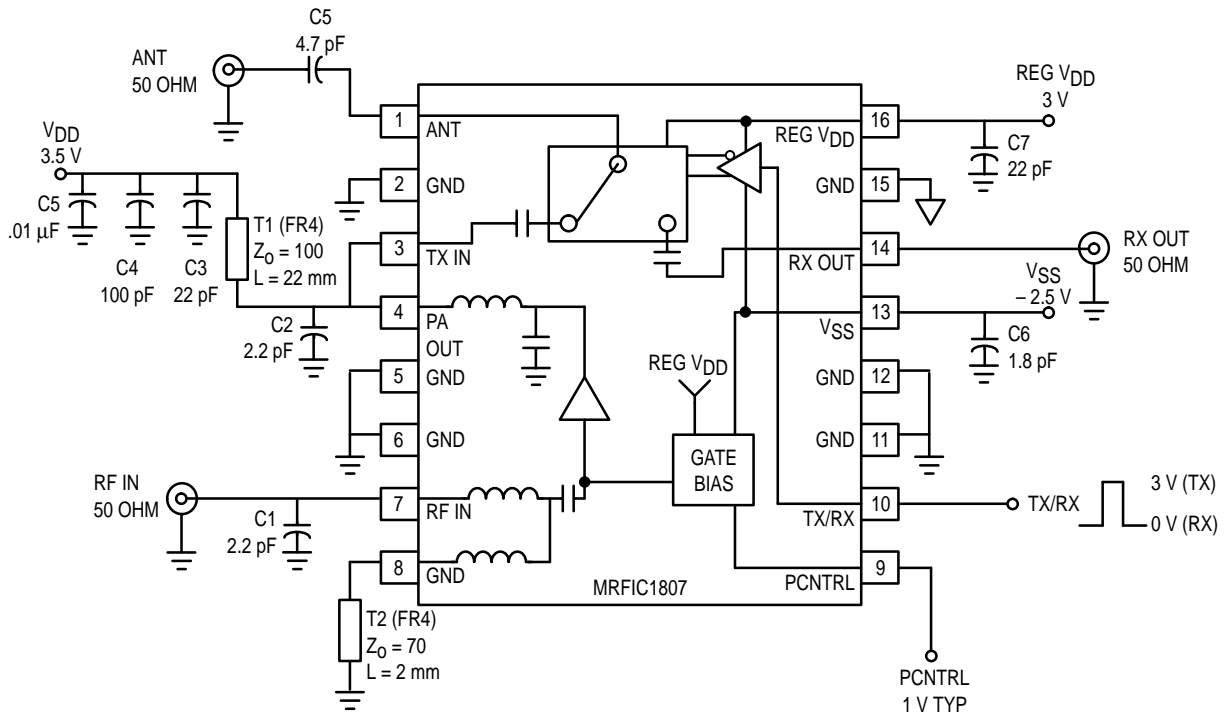 C5
4.7 pF
ANT
50 OHM
VDD
3.5 V
C5
.01 µF
C4
100 pF
C3
22 pF
T1 (FR4)
Zo = 100
L = 22 mm
C2
2.2 pF
RF IN
50 OHM
C1
2.2 pF
T2 (FR4)
Zo = 70
L = 2 mm
1
ANT
2
GND
3
TX IN
4
PA
OUT
5
GND
6
GND
7
RF IN
8
GND
REG VDD
GATE
BIAS
MRFIC1807
16
REG VDD
15
GND
14
RX OUT
13
VSS
12
GND
11
GND
10
TX/RX
9
PCNTRL
REG VDD
3 V
C7
22 pF
RX OUT
50 OHM
VSS
– 2.5 V
C6
1.8 pF
TX/RX
3 V (TX)
0 V (RX)
PCNTRL
1 V TYP